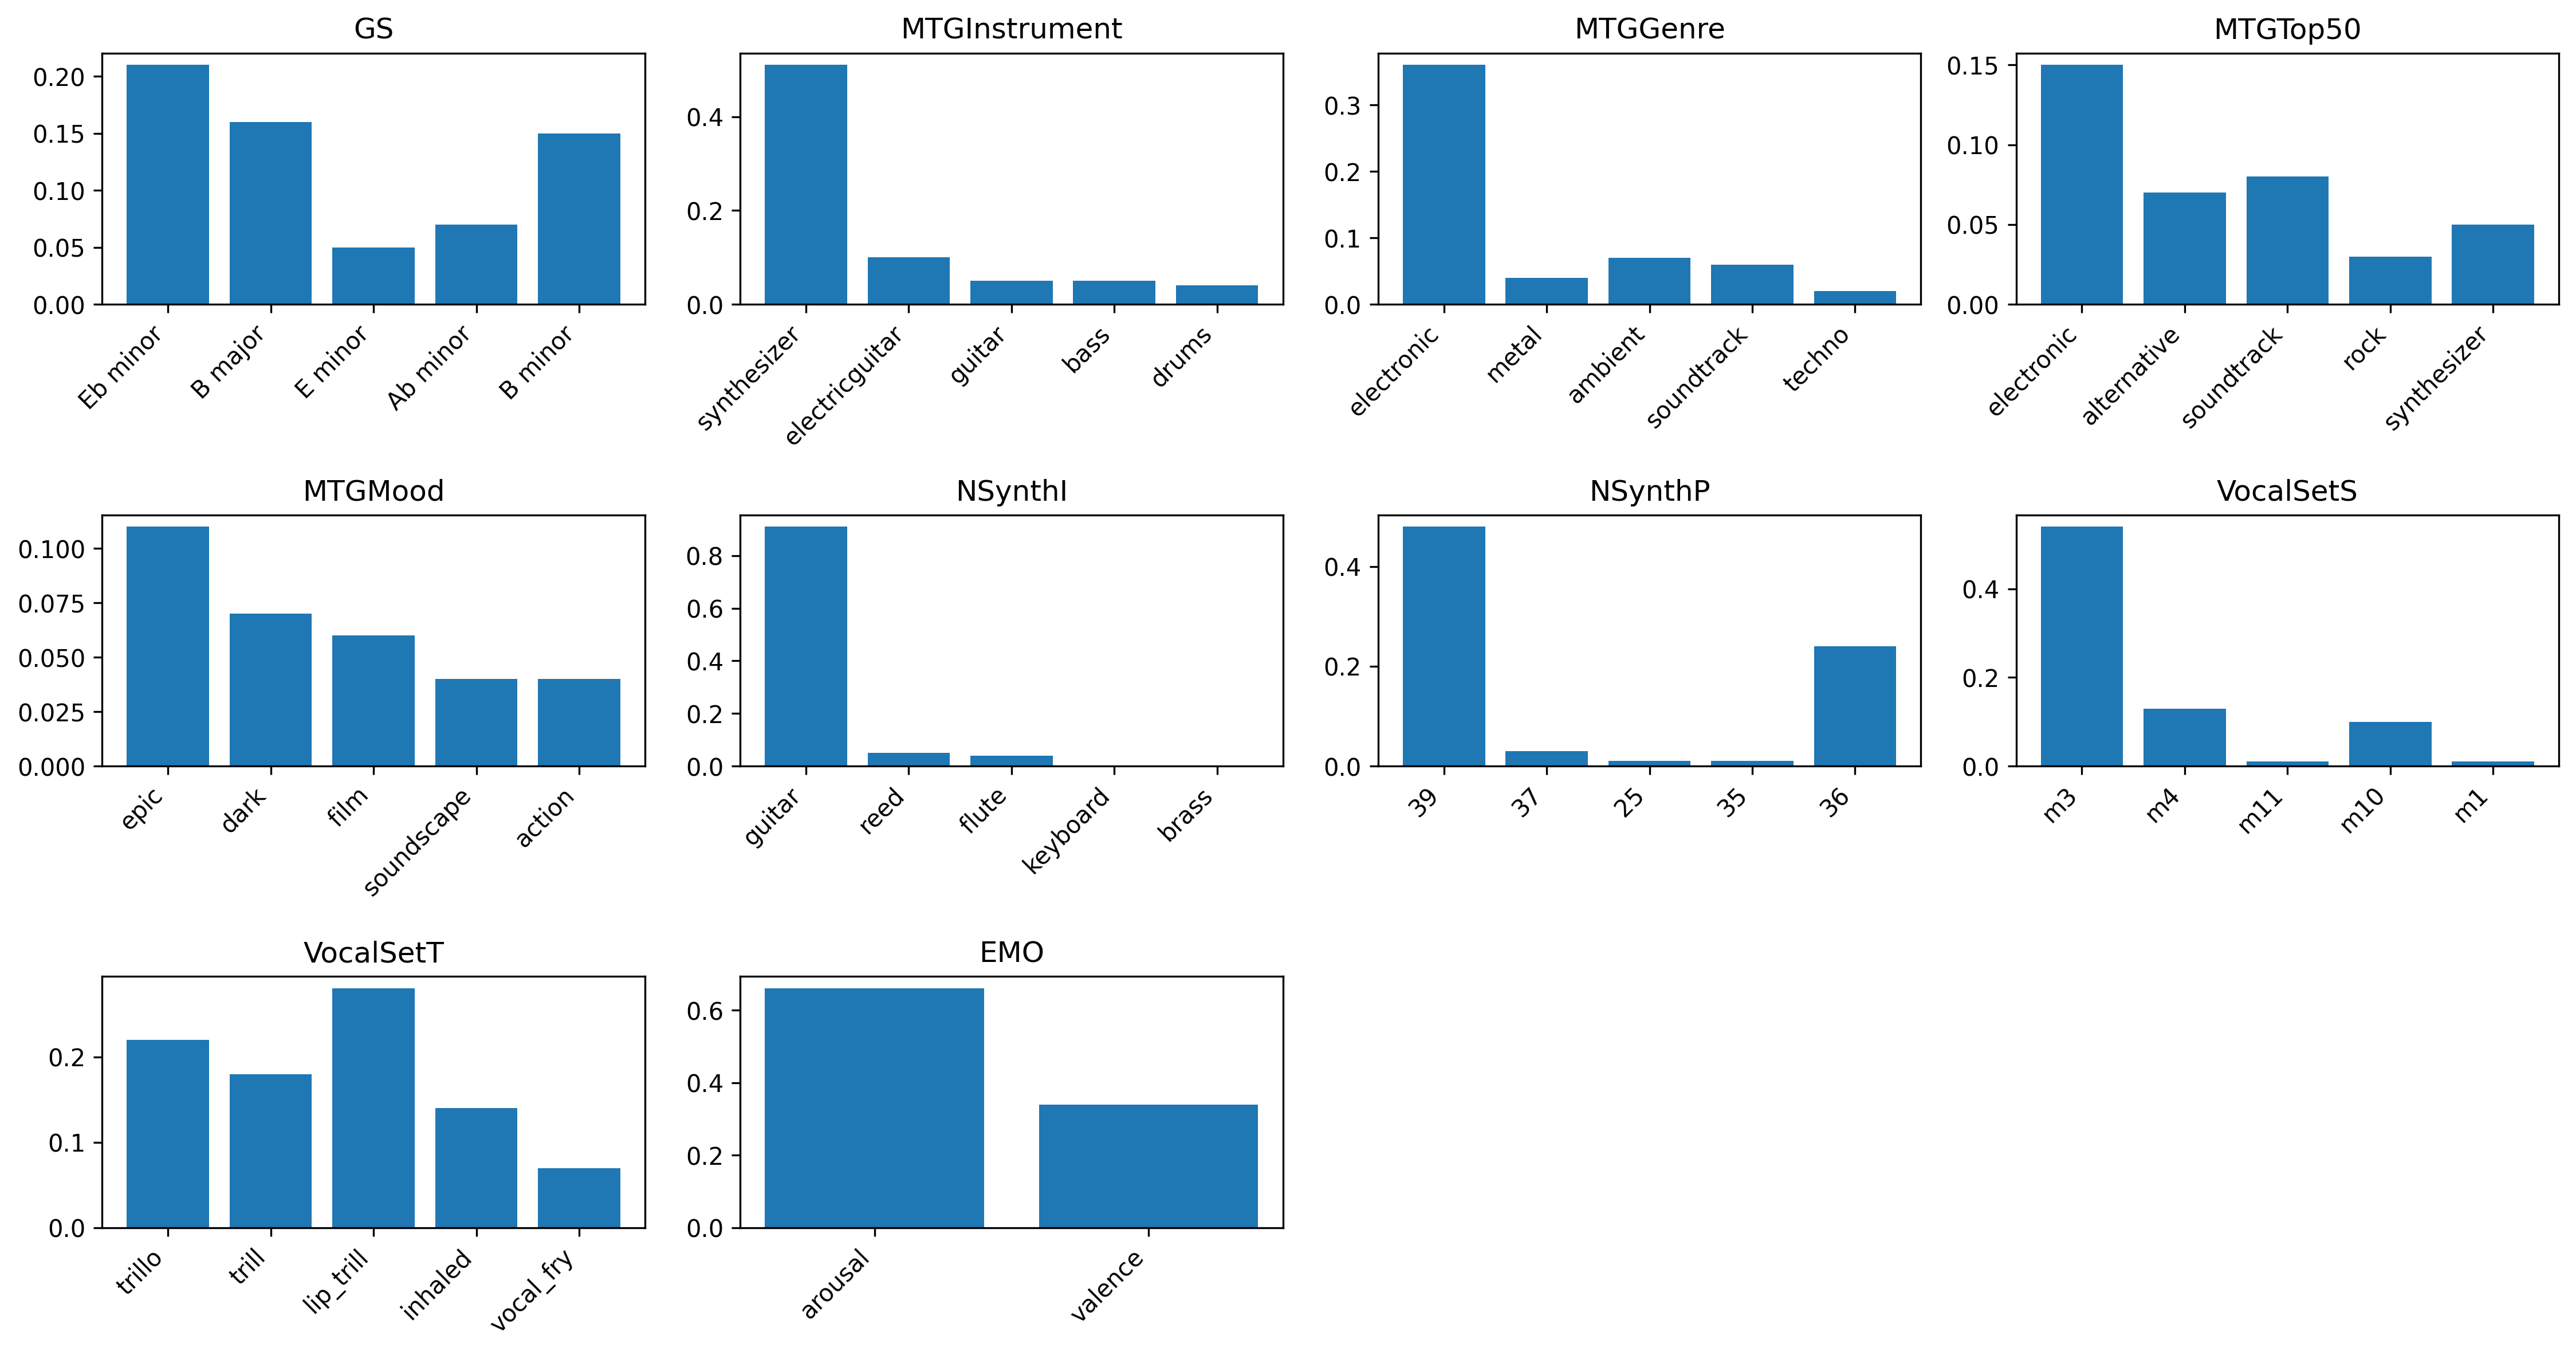 GS
0.20
0.15
0.10
0.05
0.00
Eb minor
B major
E minor
Ab minor
B minor
MTGInstrument
0.4
0.2
0.0
synthesizer
electricguitar
guitar
bass
drums
MTGGenre
0.3
0.2
0.1
0.0
electronic
metal
ambient
soundtrack
techno
MTGTop50
0.15
0.10
0.05
0.00
electronic
alternative
soundtrack
rock
synthesizer
MTGMood
0.100
0.075
0.050
0.025
0.000
epic
dark
film
soundscape
action
NSynthI
0.8
0.6
0.4
0.2
0.0
guitar
reed
flute
keyboard
brass
NSynthP
0.4
0.2
0.0
39
37
25
35
36
VocalSetS
0.4
0.2
0.0
m3
m4
m11
m10
m1
VocalSetT
0.2
0.1
0.0
trillo
trill
lip_trill
inhaled
vocal_fry
EMO
0.6
0.4
0.2
0.0
arousal
valence